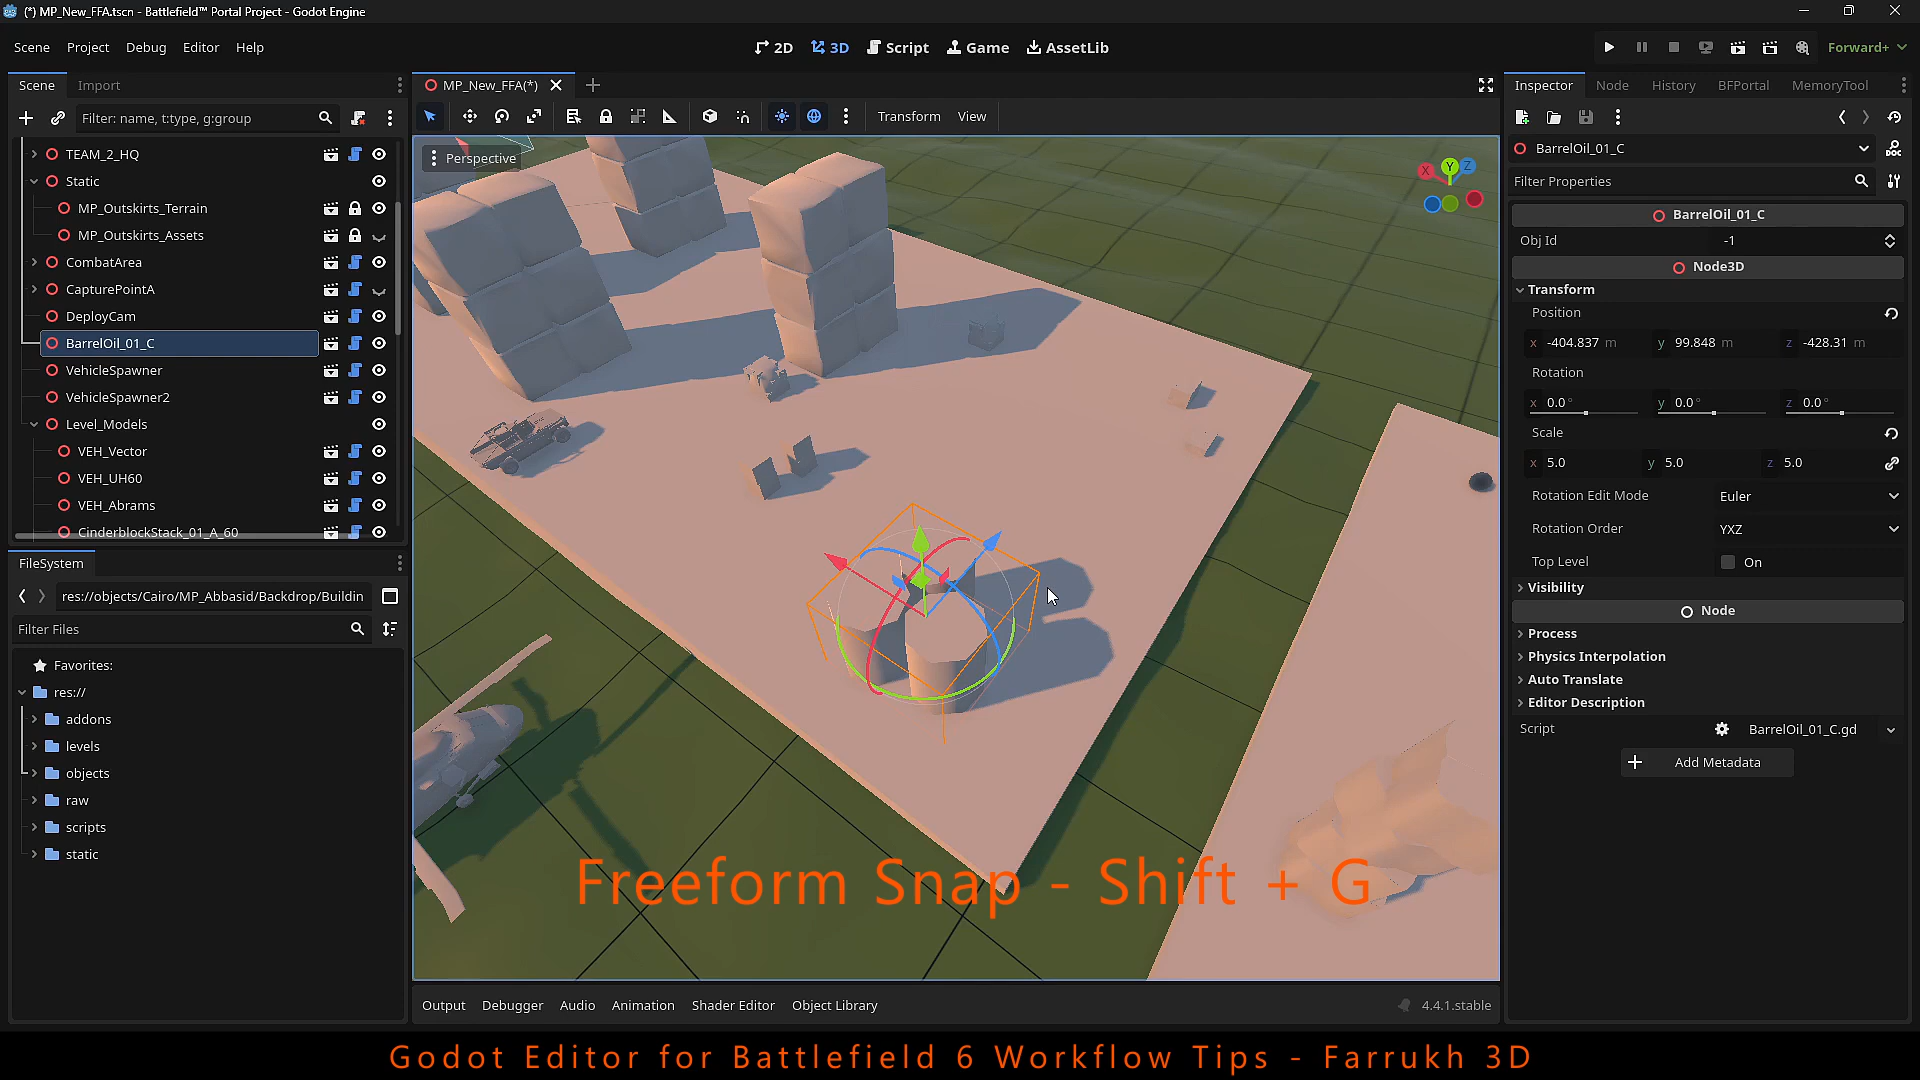 (*) MP_New_FFA.tscn - Battlefield™ Portal Project - Godot Engine
Scene Project Debug Editor Help
2D 3D Script Game AssetLib
Forward+
Scene Import
MP_New_FFA(*)
Inspector Node History BFPortal MemoryTool
Filter: name, t:type, g:group
Transform View
TEAM_2_HQ
Static
MP_Outskirts_Terrain
MP_Outskirts_Assets
CombatArea
CapturePointA
DeployCam
BarrelOil_01_C
VehicleSpawner
VehicleSpawner2
Level_Models
VEH_Vector
VEH_UH60
VEH_Abrams
CinderblockStack_01_A_60
FileSystem
res://objects/Cairo/MP_Abbasid/Backdrop/Buildin
Filter Files
Favorites:
res://
addons
levels
objects
raw
scripts
static
Perspective
X Y Z
Freeform Snap - Shift + G
Output Debugger Audio Animation Shader Editor Object Library
4.4.1.stable
BarrelOil_01_C
DOC
Filter Properties
BarrelOil_01_C
Obj Id -1
Node3D
Transform
Position
x -404.837 m y 99.848 m z -428.31 m
Rotation
x 0.0° y 0.0° z 0.0°
Scale
x 5.0 y 5.0 z 5.0
Rotation Edit Mode Euler
Rotation Order YXZ
Top Level On
Visibility
Node
Process
Physics Interpolation
Auto Translate
Editor Description
Script BarrelOil_01_C.gd
Add Metadata
Godot Editor for Battlefield 6 Workflow Tips - Farrukh 3D